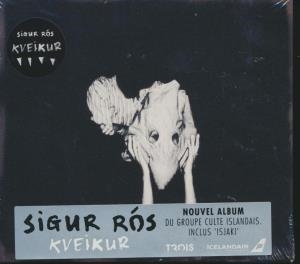 SIGUR RÓS
KVEIKUR
SIGUR RÓS
KVEIKUR
NOUVEL ALBUM
DU GROUPE CULTE ISLANDAIS.
INCLUS 'ISJAKI'
TROIS ICELANDAIR